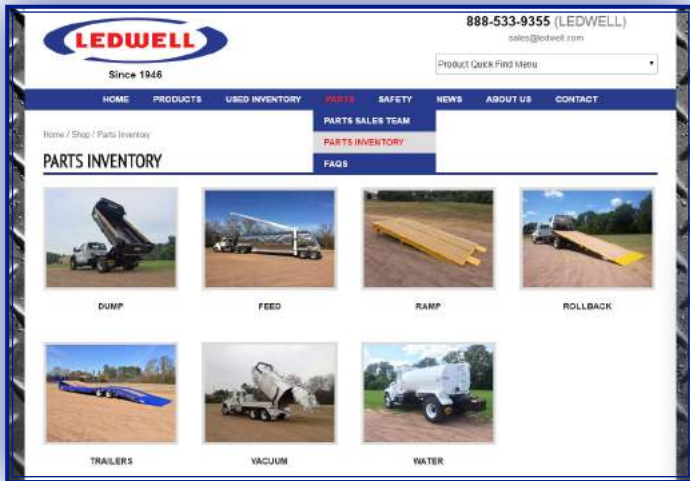 LEDWELL
Since 1946
888-533-9355 (LEDWELL)
sales@ledwell.com
Product Quick Find Menu
HOME PRODUCTS USED INVENTORY PARTS SAFETY NEWS ABOUT US CONTACT
PARTS SALES TEAM
PARTS INVENTORY
FAQS
Home / Shop / Parts Inventory
PARTS INVENTORY
DUMP FEED RAMP ROLLBACK
TRAILERS VACUUM WATER